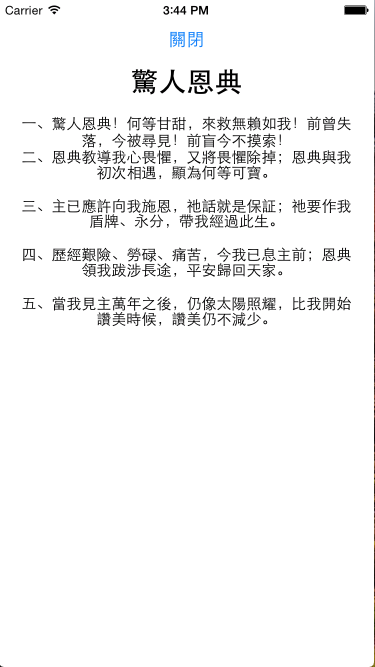 Carrier 3:44 PM
關閉
驚人恩典
一、驚人恩典！何等甘甜，來救無賴如我！前曾失
落，今被尋見！前盲今不摸索！
二、恩典教導我心畏懼，又將畏懼除掉；恩典與我
初次相遇，顯為何等可寶。
三、主已應許向我施恩，祂話就是保証；祂要作我
盾牌、永分，帶我經過此生。
四、歷經艱險、勞碌、痛苦，今我已息主前；恩典
領我跋涉長途，平安歸回天家。
五、當我見主萬年之後，仍像太陽照耀，比我開始
讚美時候，讚美仍不減少。